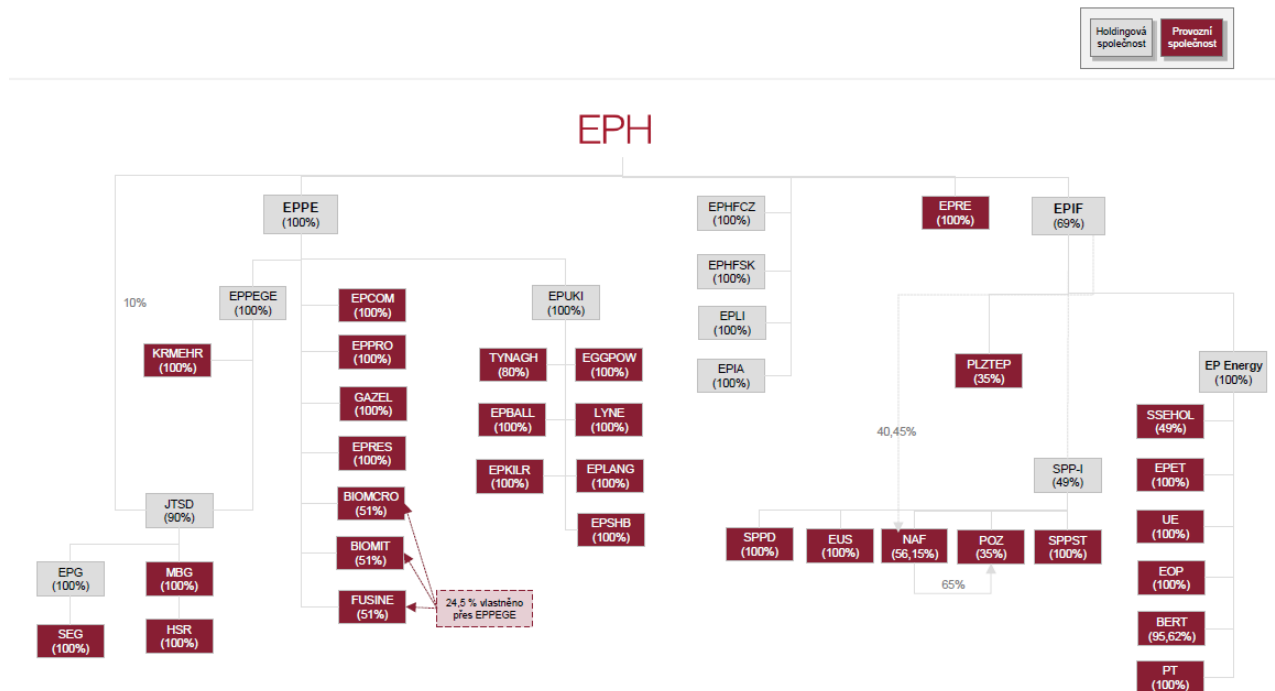 Holdingová
společnost
Provozní
společnost
EPH
EPPE
(100%)
EPHFCZ
(100%)
EPRE
(100%)
EPIF
(69%)
EPHFSK
(100%)
10%
EPPEGE
(100%)
EPCOM
(100%)
EPUKI
(100%)
EPLI
(100%)
KRMEHR
(100%)
EPPRO
(100%)
TYNAGH
(80%)
EGGPOW
(100%)
EPIA
(100%)
PLZTEP
(35%)
EP Energy
(100%)
GAZEL
(100%)
EPBALL
(100%)
LYNE
(100%)
40,45%
SSEHOL
(49%)
EPRES
(100%)
EPKILR
(100%)
EPLANG
(100%)
SPP-I
(49%)
EPET
(100%)
JTSD
(90%)
BIOMCRO
(51%)
EPSHB
(100%)
UE
(100%)
BIOMIT
(51%)
SPPD
(100%)
EUS
(100%)
NAF
(56,15%)
POZ
(35%)
SPPST
(100%)
EPG
(100%)
MBG
(100%)
65%
EOP
(100%)
FUSINE
(51%)
24,5 % vlastněno
přes EPPEGE
SEG
(100%)
HSR
(100%)
BERT
(95,62%)
PT
(100%)